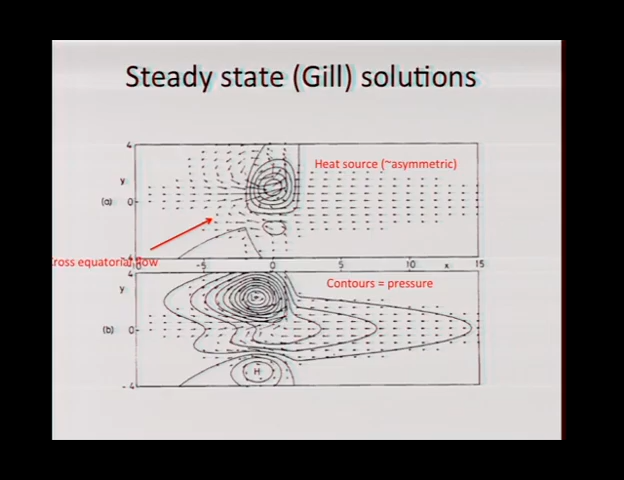 Steady state (Gill) solutions
4
Heat source (~asymmetric)
y
(a) 0
ross equatorial flow
-5 0 5 10 x 15
4
y
Contours = pressure
(b) 0
H
-4